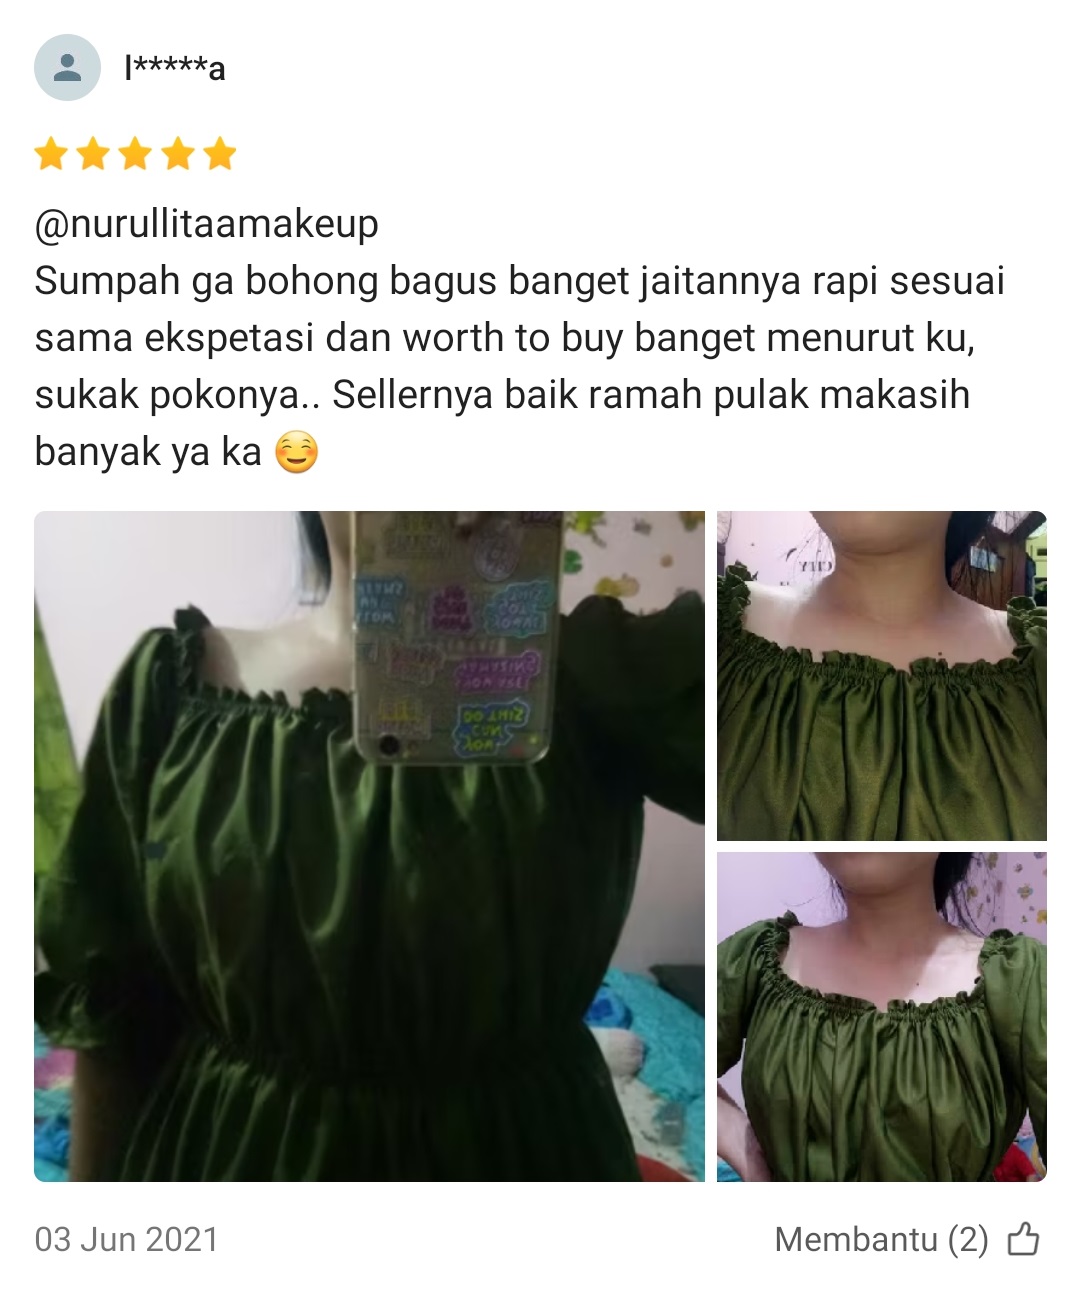 l*****a
@nurullitaamakeup
Sumpah ga bohong bagus banget jaitannya rapi sesuai
sama ekspetasi dan worth to buy banget menurut ku,
sukak pokonya.. Sellernya baik ramah pulak makasih
banyak ya ka 😊
03 Jun 2021
Membantu (2)